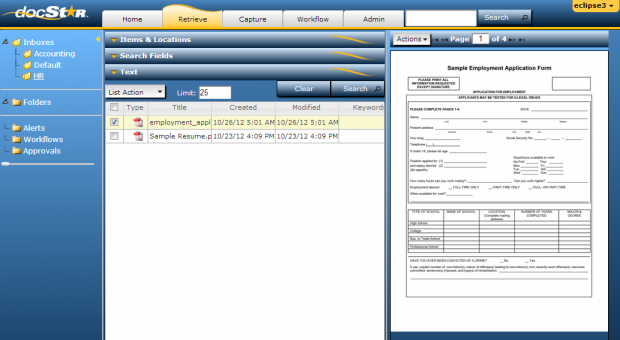 docStar
Home
Retrieve
Capture
Workflow
Admin
Search
eclipse3
Inboxes
Accounting
Default
HR
Folders
Alerts
Workflows
Approvals
Items & Locations
Search Fields
Text
List Action
Limit: 25
Clear
Search
Type Title Created Modified Keywords
employment_appl 10/26/12 5:01 AM 10/26/12 5:01 AM
Sample Resume.p 10/23/12 4:09 PM 10/23/12 4:09 PM
Actions
Page 1 of 4
Sample Employment Application Form
PLEASE PRINT ALL
INFORMATION REQUESTED
EXCEPT SIGNATURE
APPLICATION FOR EMPLOYMENT
APPLICANTS MAY BE TESTED FOR ILLEGAL DRUGS
PLEASE COMPLETE PAGES 1-4
DATE
Name
Present address
How long
Social Security No.
Telephone ( )
If under 18, please list age
Position applied for (1)
and salary desired (2)
(Be specific)
Days/hours available to work
No Pref Thur
Mon Fri
Tue Sat
Wed Sun
How many hours can you work weekly?
Can you work nights?
Employment desired
FULL-TIME ONLY
PART-TIME ONLY
FULL- OR PART-TIME
When available for work?
TYPE OF SCHOOL
NAME OF SCHOOL
LOCATION
(Complete mailing
address)
NUMBER OF YEARS
COMPLETED
MAJOR &
DEGREE
High School
College
Bus. or Trade School
Professional School
HAVE YOU EVER BEEN CONVICTED OF A CRIME?
No
Yes
If yes, explain number of conviction(s), nature of offense(s) leading to conviction(s), how recently such offense(s) was/were
committed, sentence(s) imposed, and type(s) of rehabilitation.